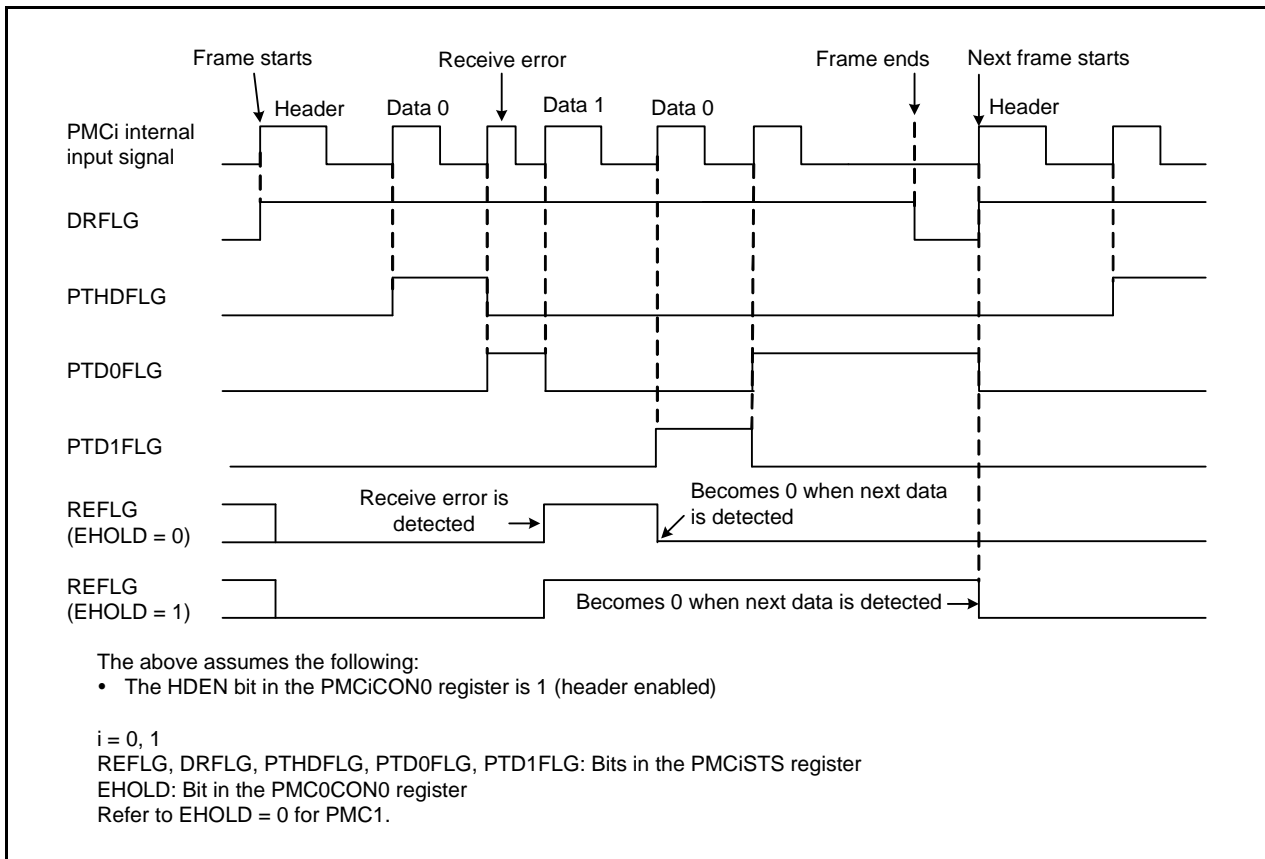 Frame starts
Receive error
Frame ends
Next frame starts
Header
Data 0
Data 1
Data 0
Header
PMCi internal
input signal
DRFLG
PTHDFLG
PTD0FLG
PTD1FLG
REFLG
(EHOLD = 0)
Receive error is
detected
Becomes 0 when next data
is detected
REFLG
(EHOLD = 1)
Becomes 0 when next data is detected
The above assumes the following:
• The HDEN bit in the PMCiCON0 register is 1 (header enabled)
i = 0, 1
REFLG, DRFLG, PTHDFLG, PTD0FLG, PTD1FLG: Bits in the PMCiSTS register
EHOLD: Bit in the PMC0CON0 register
Refer to EHOLD = 0 for PMC1.